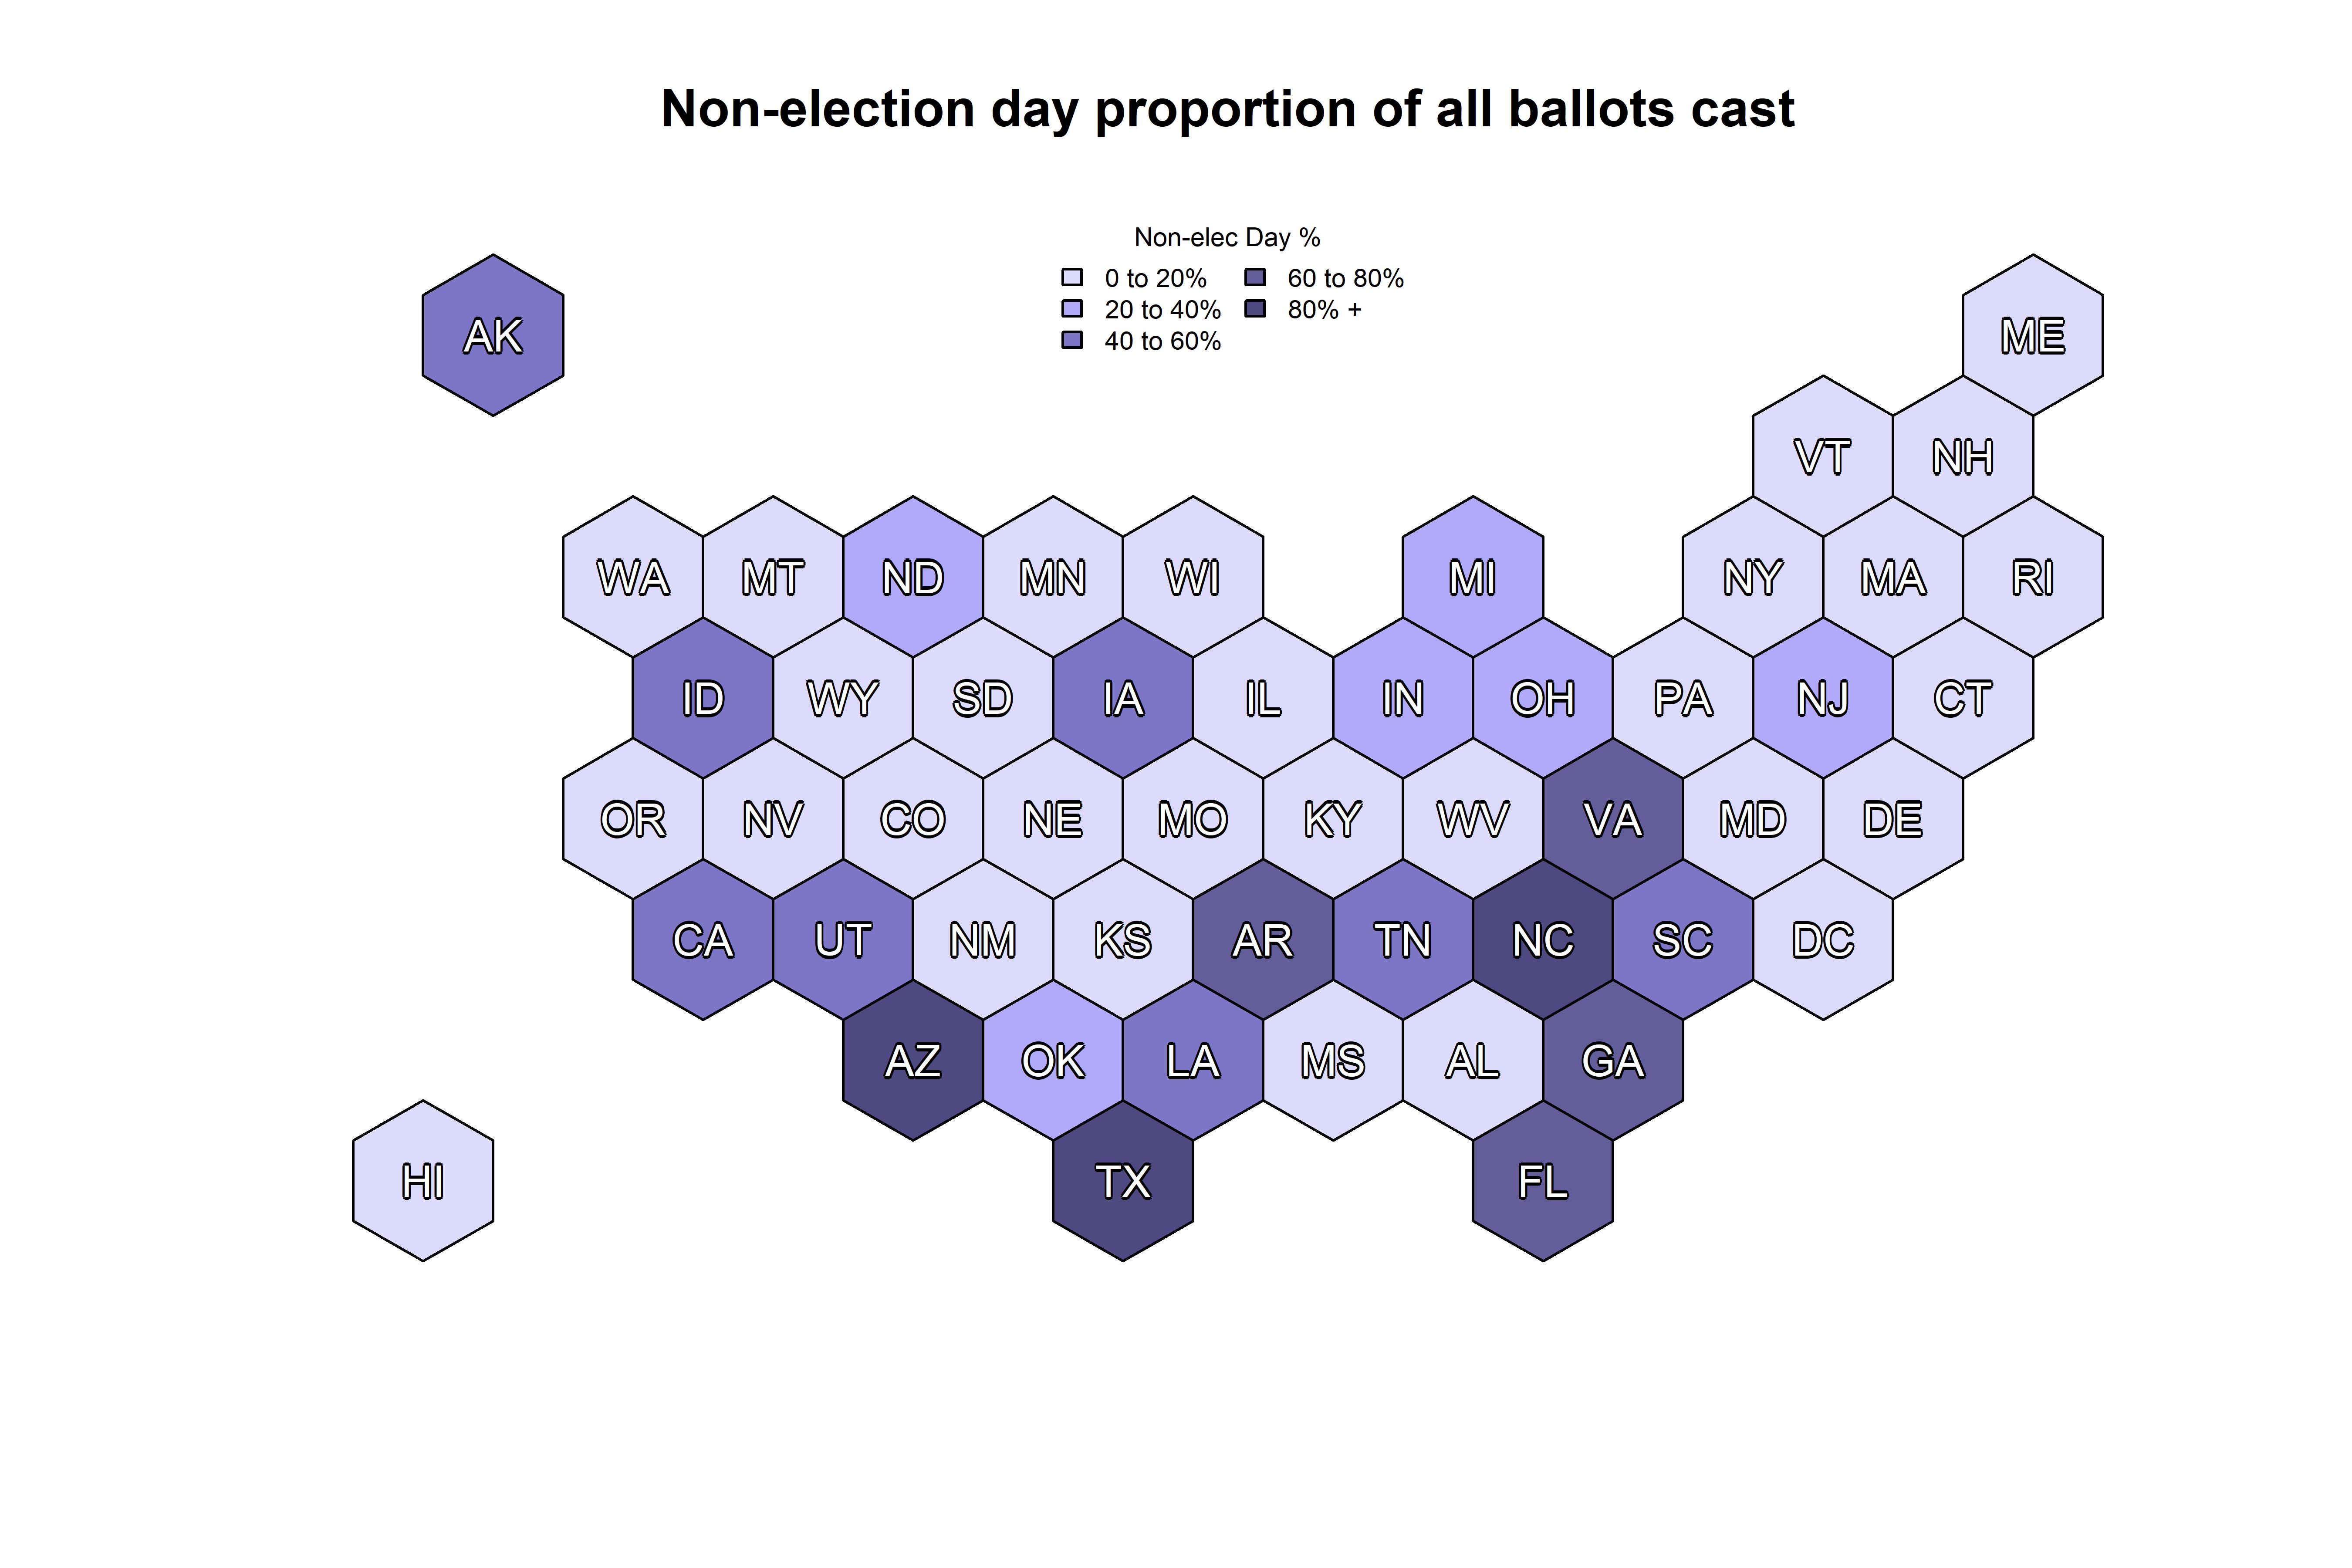 Non-election day proportion of all ballots cast
Non-elec Day %
0 to 20% 60 to 80%
20 to 40% 80% +
40 to 60%
AK ME
VT NH
WA MT ND MN WI MI NY MA RI
ID WY SD IA IL IN OH PA NJ CT
OR NV CO NE MO KY WV VA MD DE
CA UT NM KS AR TN NC SC DC
AZ OK LA MS AL GA
HI TX FL